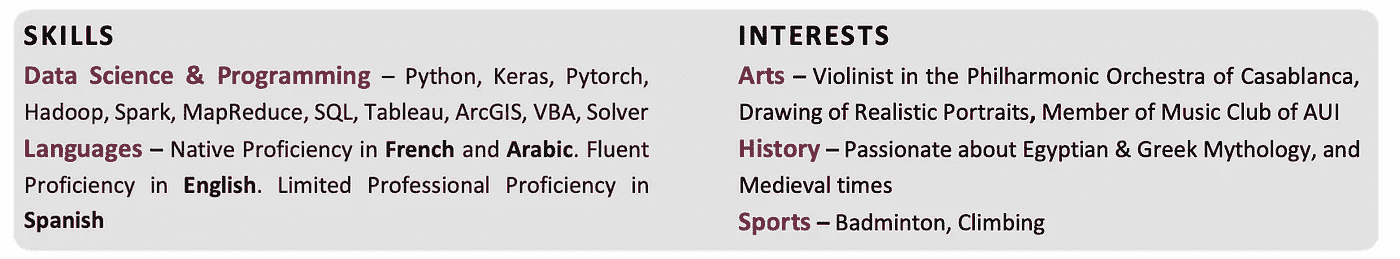 SKILLS
Data Science & Programming – Python, Keras, Pytorch,
Hadoop, Spark, MapReduce, SQL, Tableau, ArcGIS, VBA, Solver
Languages – Native Proficiency in French and Arabic. Fluent
Proficiency in English. Limited Professional Proficiency in
Spanish
INTERESTS
Arts – Violinist in the Philharmonic Orchestra of Casablanca,
Drawing of Realistic Portraits, Member of Music Club of AUI
History – Passionate about Egyptian & Greek Mythology, and
Medieval times
Sports – Badminton, Climbing